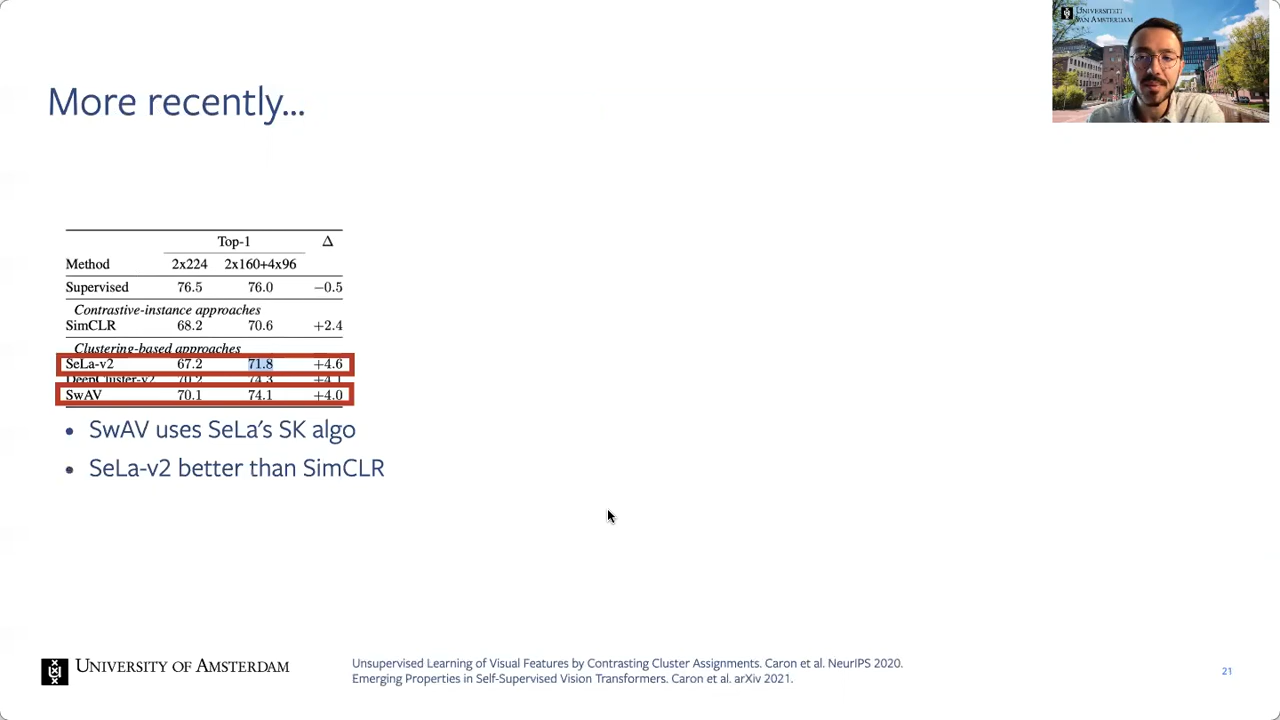 UNIVERSITEIT
VAN AMSTERDAM
More recently...
Top-1 Δ
Method 2x224 2x160+4x96
Supervised 76.5 76.0 −0.5
Contrastive-instance approaches
SimCLR 68.2 70.6 +2.4
Clustering-based approaches
SeLa-v2 67.2 71.8 +4.6
DeepCluster-v2 70.2 74.3 +4.1
SwAV 70.1 74.1 +4.0
• SwAV uses SeLa's SK algo
• SeLa-v2 better than SimCLR
UNIVERSITY OF AMSTERDAM
Unsupervised Learning of Visual Features by Contrasting Cluster Assignments. Caron et al. NeurIPS 2020.
Emerging Properties in Self-Supervised Vision Transformers. Caron et al. arXiv 2021.
21